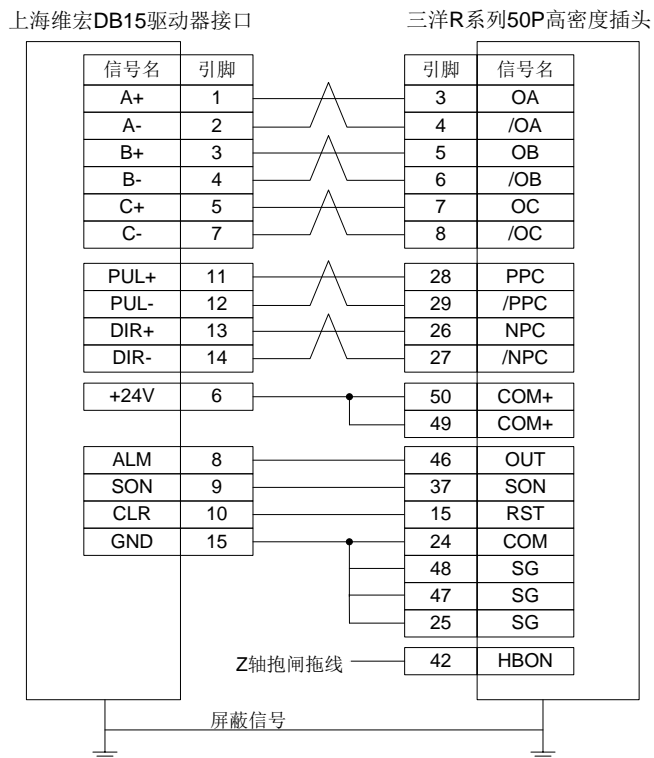 上海维宏DB15驱动器接口 三洋R系列50P高密度插头
信号名 引脚 引脚 信号名
A+ 1 3 OA
A- 2 4 /OA
B+ 3 5 OB
B- 4 6 /OB
C+ 5 7 OC
C- 7 8 /OC
PUL+ 11 28 PPC
PUL- 12 29 /PPC
DIR+ 13 26 NPC
DIR- 14 27 /NPC
+24V 6 50 COM+
49 COM+
ALM 8 46 OUT
SON 9 37 SON
CLR 10 15 RST
GND 15 24 COM
48 SG
47 SG
25 SG
Z轴抱闸拖线 42 HBON
屏蔽信号